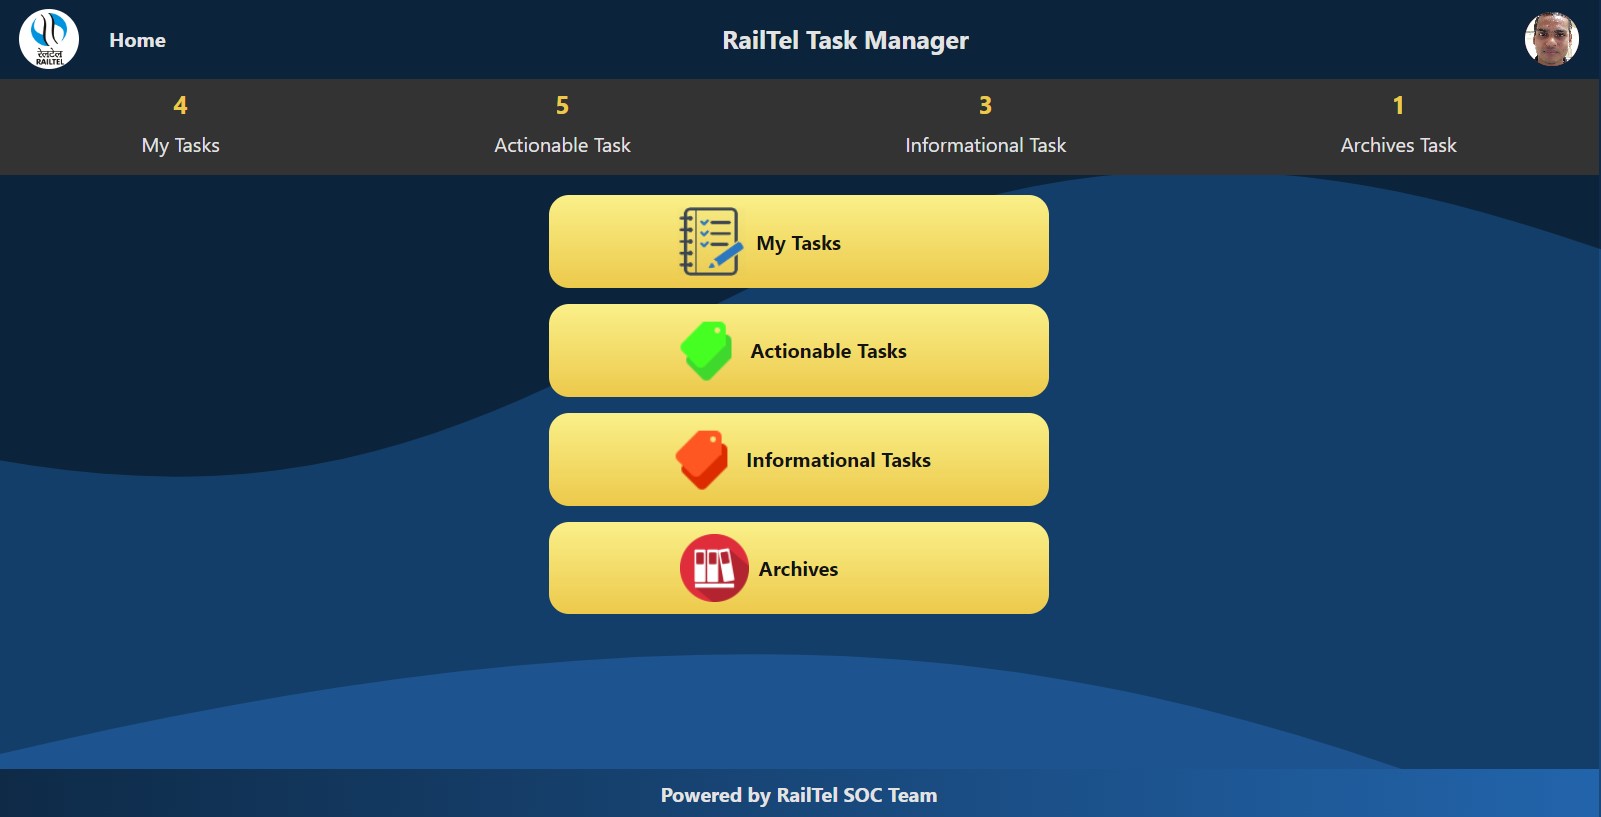 रेलटेल
RAILTEL
Home
RailTel Task Manager
4
My Tasks
5
Actionable Task
3
Informational Task
1
Archives Task
My Tasks
Actionable Tasks
Informational Tasks
Archives
Powered by RailTel SOC Team